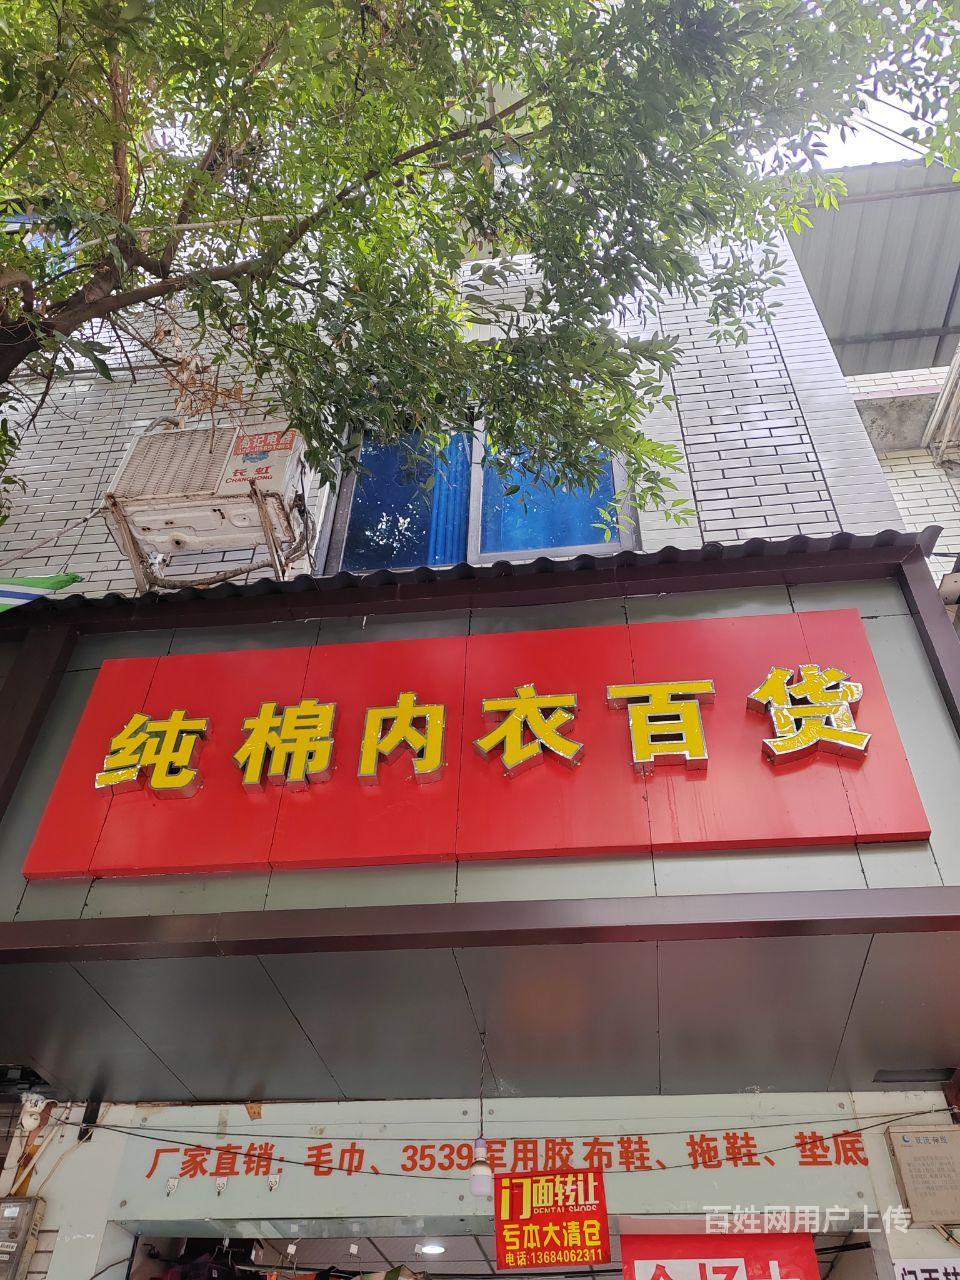 长虹
CHANGHONG
纯棉内衣百货
厂家直销：毛巾、3539军用胶布鞋、拖鞋、垫底
门面转让
DENTAL SHOPS
亏本大清仓
电话:13684062311
百姓网用户上传